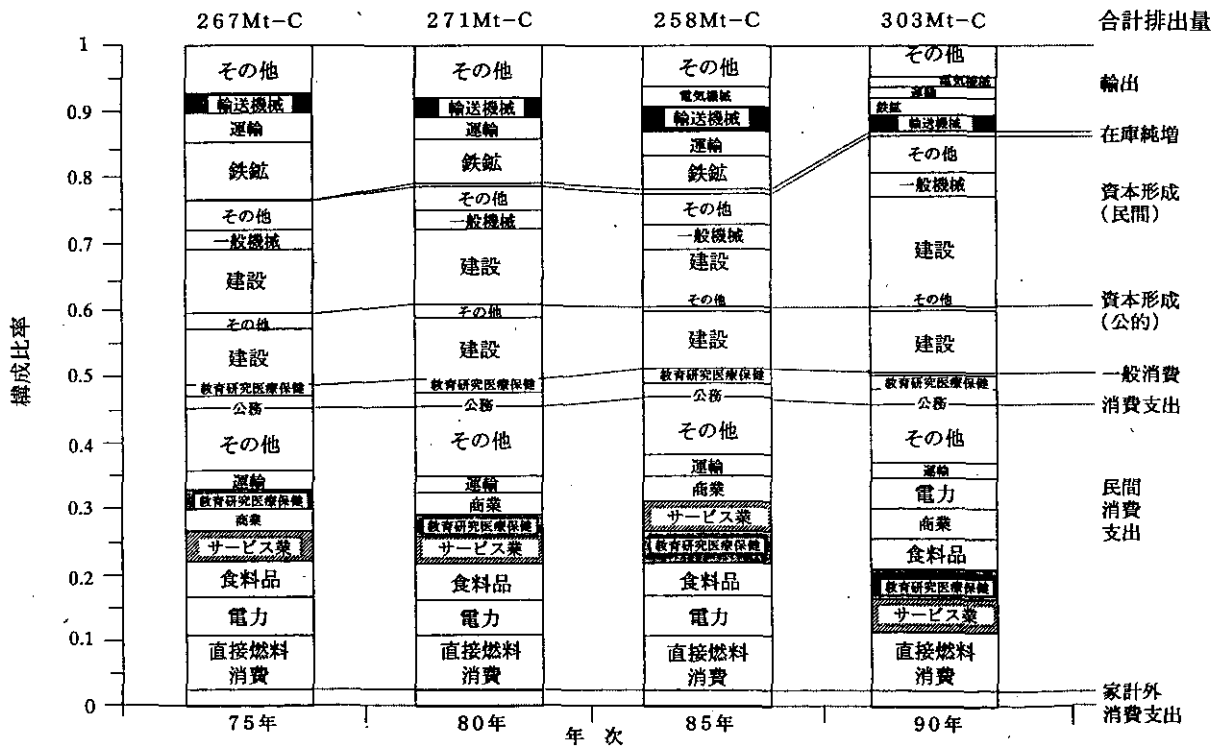 267Mt-C 271Mt-C 258Mt-C 303Mt-C 合計排出量
構成比率
1
0.9
0.8
0.7
0.6
0.5
0.4
0.3
0.2
0.1
0
その他
輸送機械
運輸
鉄鉱
その他
一般機械
建設
その他
建設
教育研究医療保健
公務
その他
運輸
教育研究医療保健
商業
サービス業
食料品
電力
直接燃料
消費
75年
その他
輸送機械
運輸
鉄鉱
その他
一般機械
建設
その他
建設
教育研究医療保健
公務
その他
運輸
商業
教育研究医療保健
サービス業
食料品
電力
直接燃料
消費
80年
その他
電気機械
輸送機械
運輸
鉄鉱
その他
一般機械
建設
その他
建設
教育研究医療保健
公務
その他
運輸
商業
サービス業
教育研究医療保健
食料品
電力
直接燃料
消費
85年
その他
電気機械
運輸
鉄鉱
輸送機械
その他
一般機械
建設
その他
建設
教育研究医療保健
公務
その他
運輸
電力
商業
食料品
教育研究医療保健
サービス業
直接燃料
消費
90年
輸出
在庫純増
資本形成
(民間)
資本形成
(公的)
一般消費
消費支出
民間
消費
支出
家計外
消費支出
年次